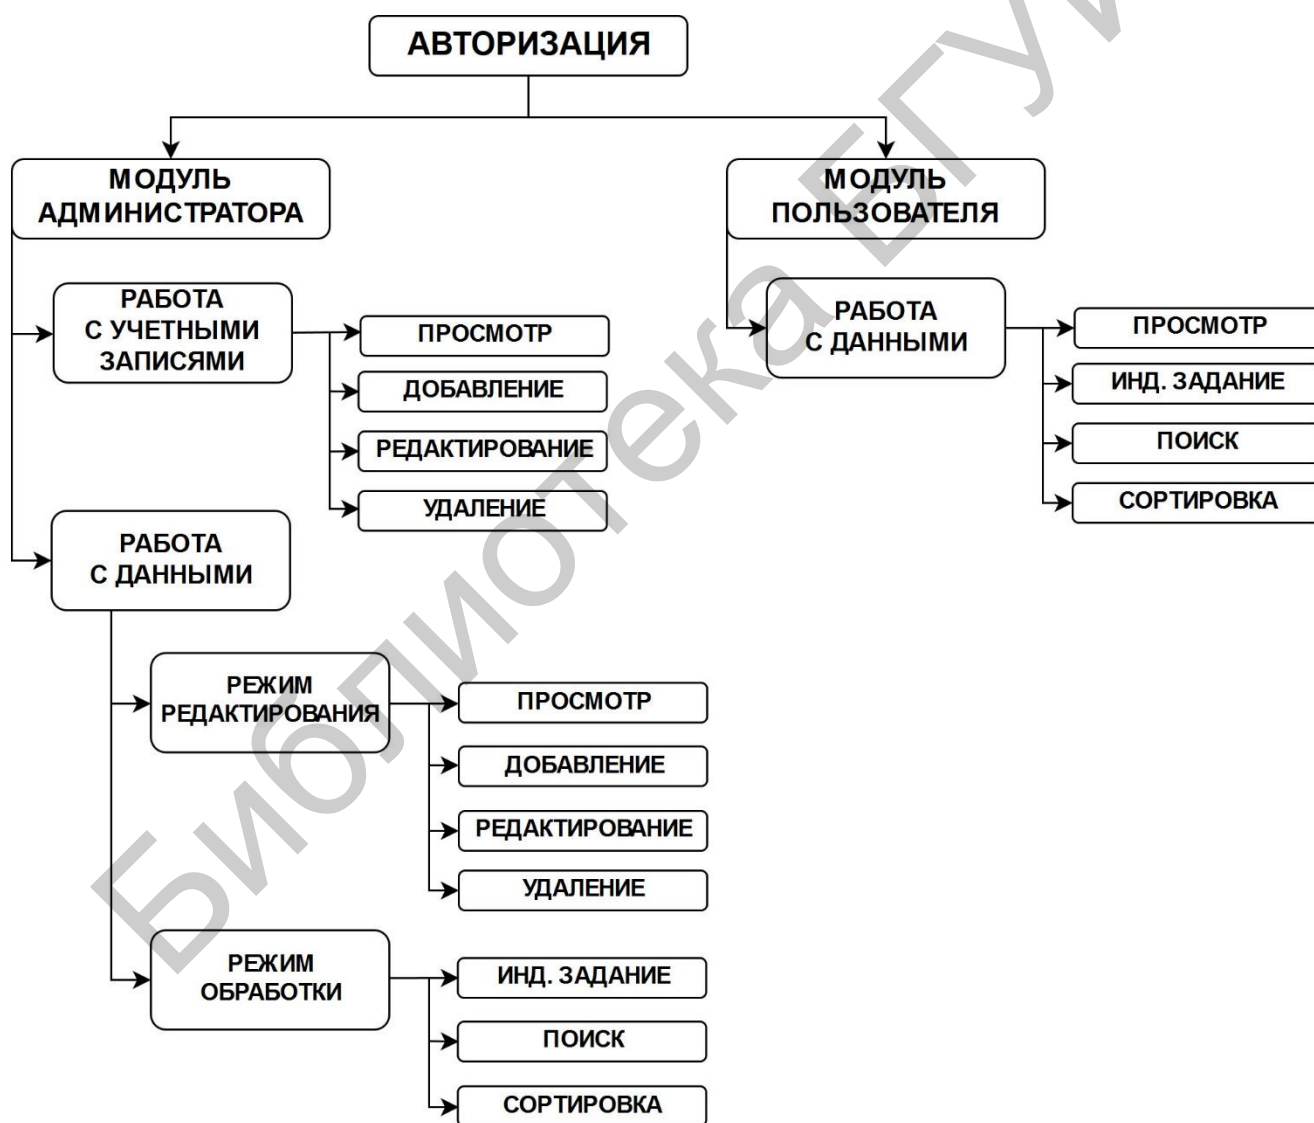 АВТОРИЗАЦИЯ
МОДУЛЬ
АДМИНИСТРАТОРА
МОДУЛЬ
ПОЛЬЗОВАТЕЛЯ
РАБОТА
С УЧЕТНЫМИ
ЗАПИСЯМИ
ПРОСМОТР
ДОБАВЛЕНИЕ
РЕДАКТИРОВАНИЕ
УДАЛЕНИЕ
РАБОТА
С ДАННЫМИ
ПРОСМОТР
ИНД. ЗАДАНИЕ
ПОИСК
СОРТИРОВКА
РАБОТА
С ДАННЫМИ
РЕЖИМ
РЕДАКТИРОВАНИЯ
ПРОСМОТР
ДОБАВЛЕНИЕ
РЕДАКТИРОВАНИЕ
УДАЛЕНИЕ
РЕЖИМ
ОБРАБОТКИ
ИНД. ЗАДАНИЕ
ПОИСК
СОРТИРОВКА
Библиотека